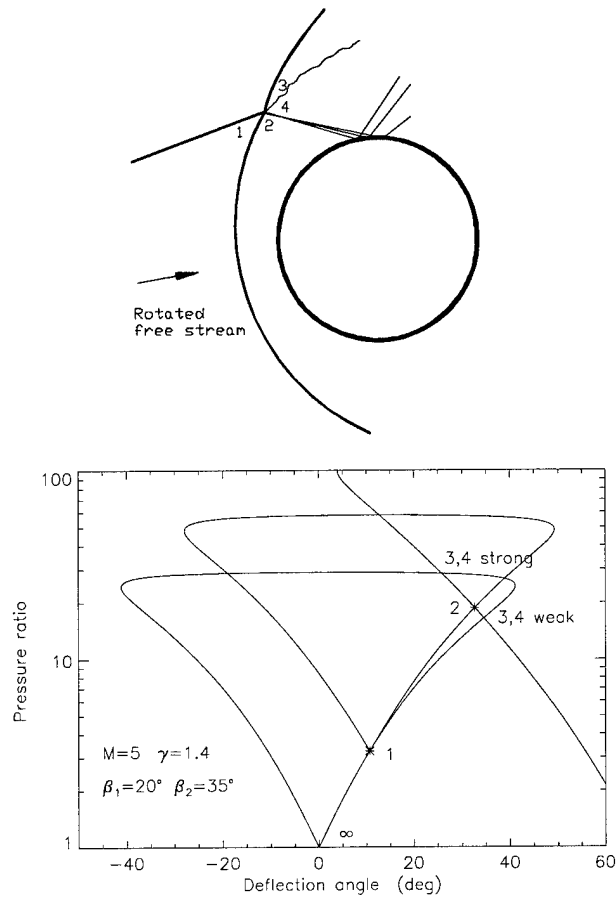 3
4
1
2
Rotated
free stream
100
10
1
Pressure ratio
3,4 strong
2
3,4 weak
1
M=5 γ=1.4
β₁=20° β₂=35°
∞
−40
−20
0
20
40
60
Deflection angle (deg)